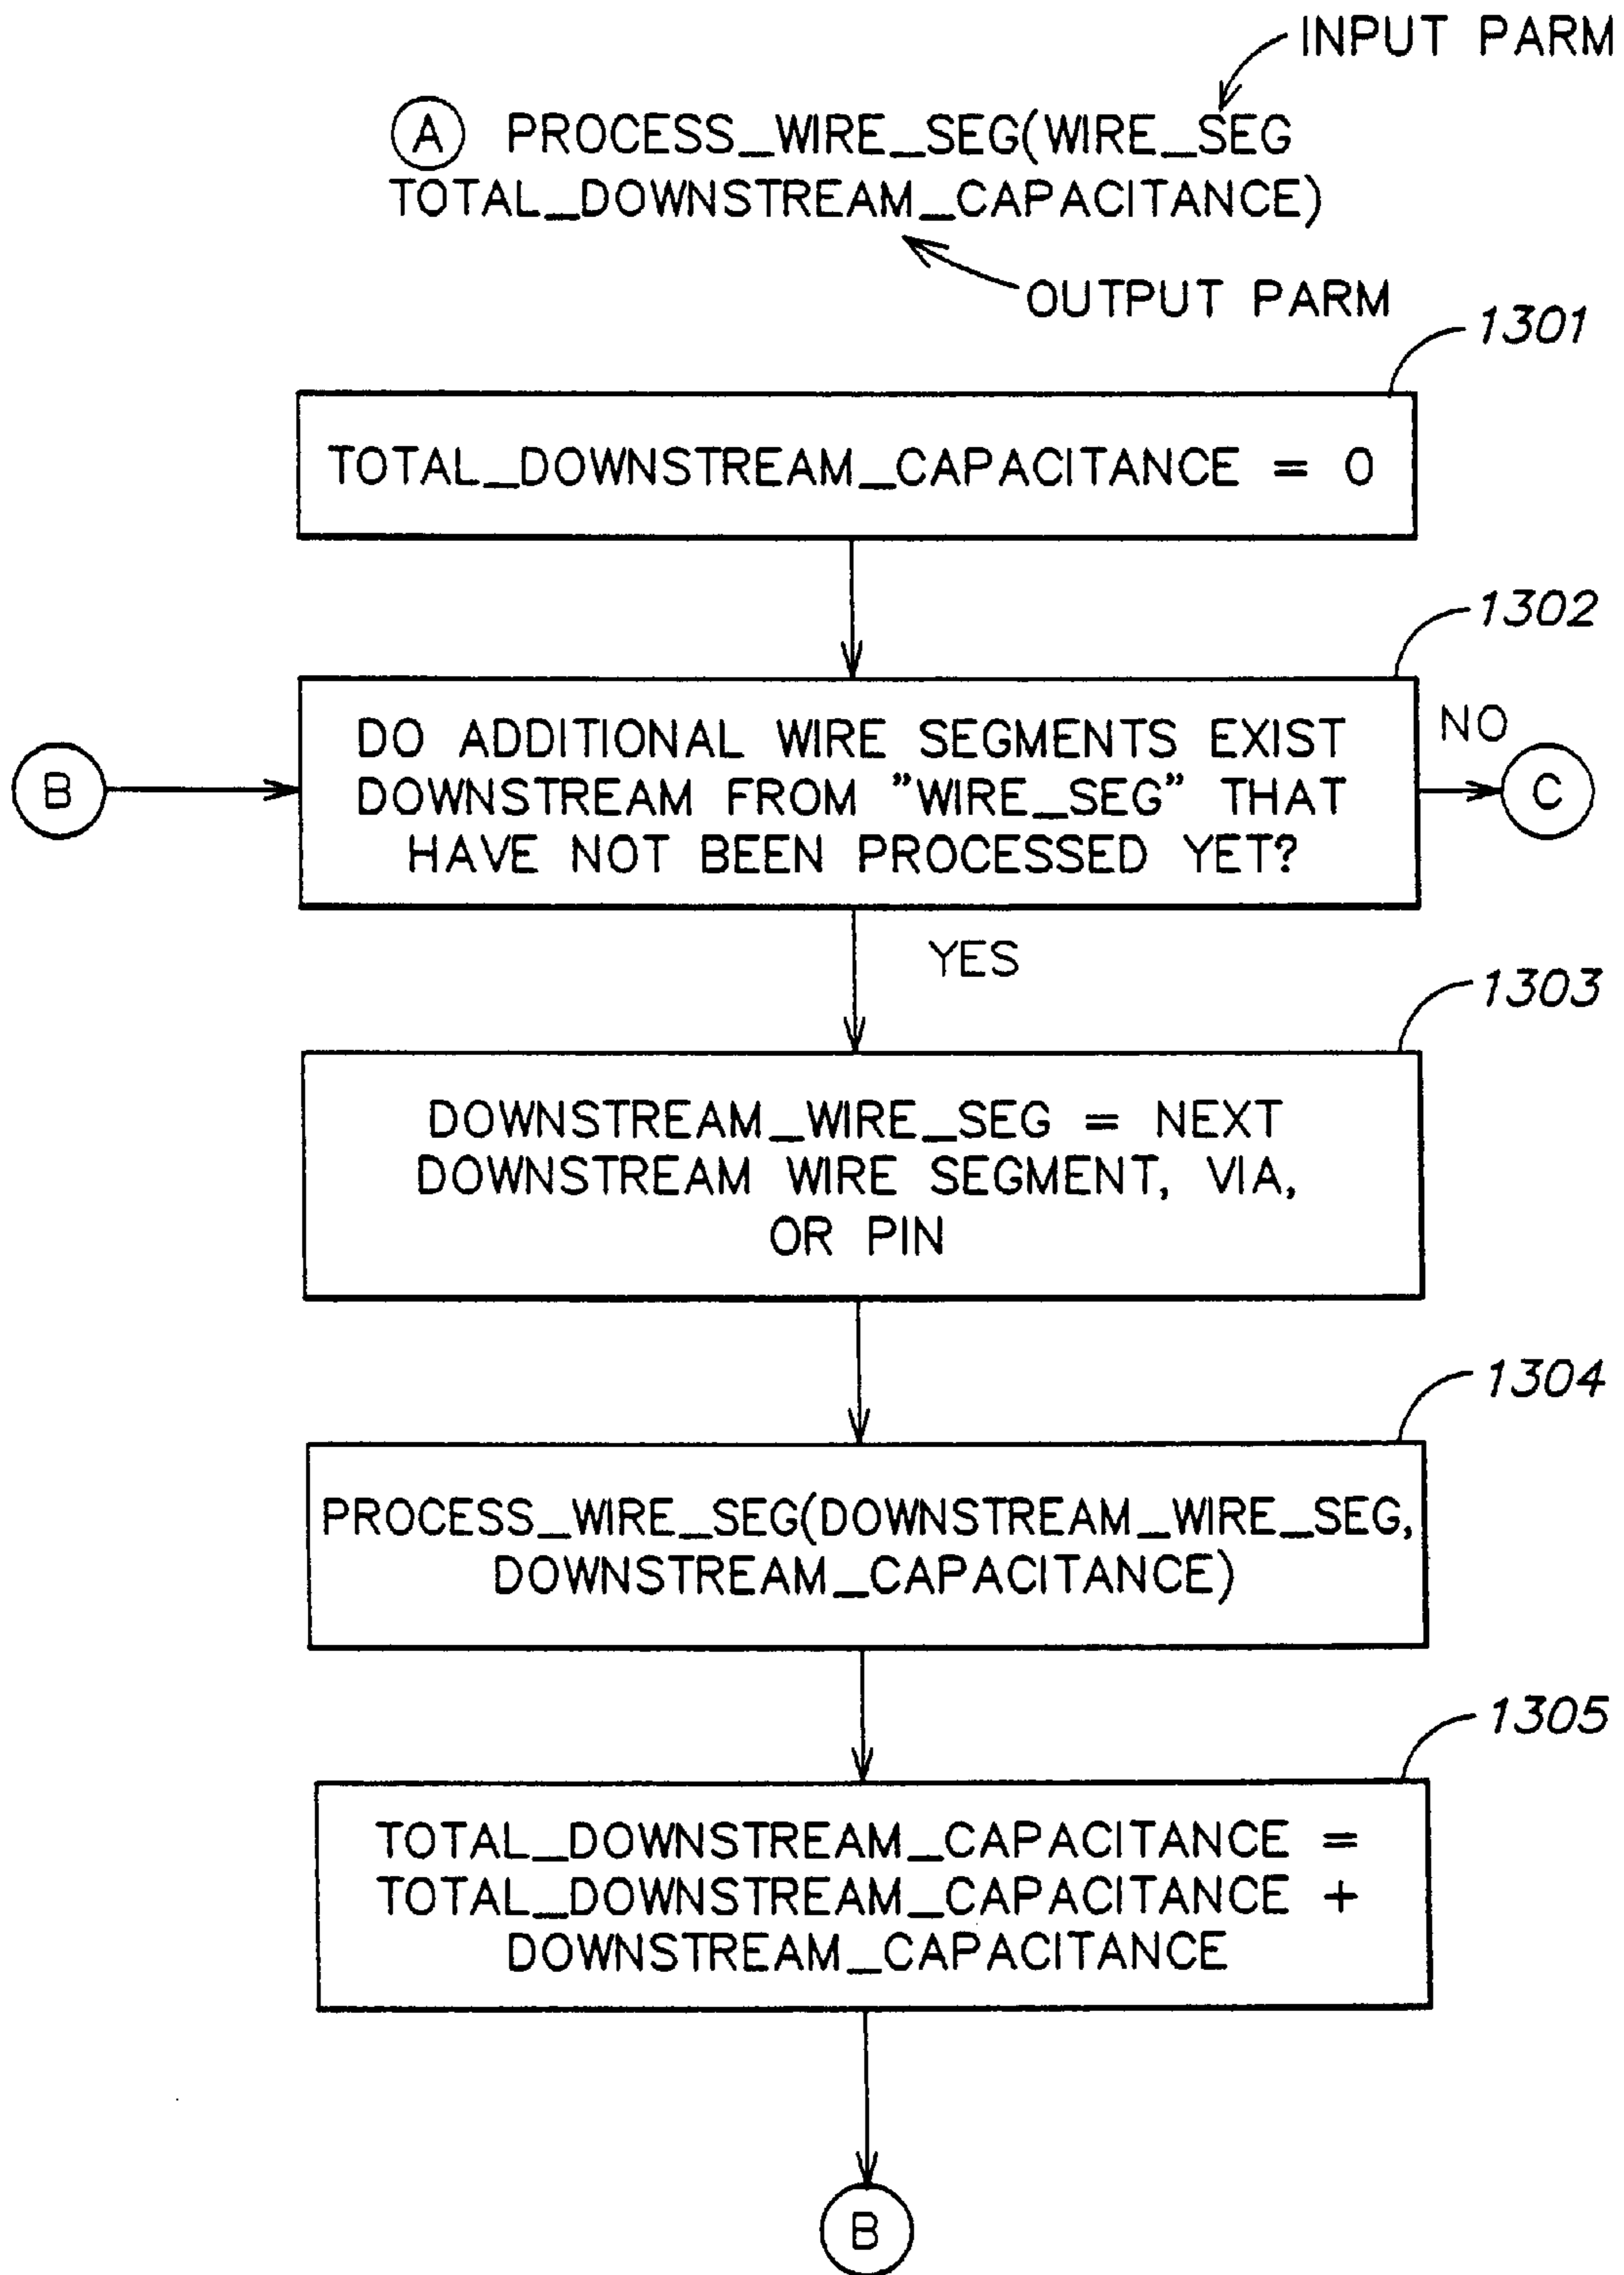 INPUT PARM
A PROCESS_WIRE_SEG(WIRE_SEG
TOTAL_DOWNSTREAM_CAPACITANCE)
OUTPUT PARM
1301
TOTAL_DOWNSTREAM_CAPACITANCE = 0
1302
DO ADDITIONAL WIRE SEGMENTS EXIST
DOWNSTREAM FROM "WIRE_SEG" THAT
HAVE NOT BEEN PROCESSED YET?
B
NO
C
YES
1303
DOWNSTREAM_WIRE_SEG = NEXT
DOWNSTREAM WIRE SEGMENT, VIA,
OR PIN
1304
PROCESS_WIRE_SEG(DOWNSTREAM_WIRE_SEG,
DOWNSTREAM_CAPACITANCE)
1305
TOTAL_DOWNSTREAM_CAPACITANCE =
TOTAL_DOWNSTREAM_CAPACITANCE +
DOWNSTREAM_CAPACITANCE
B